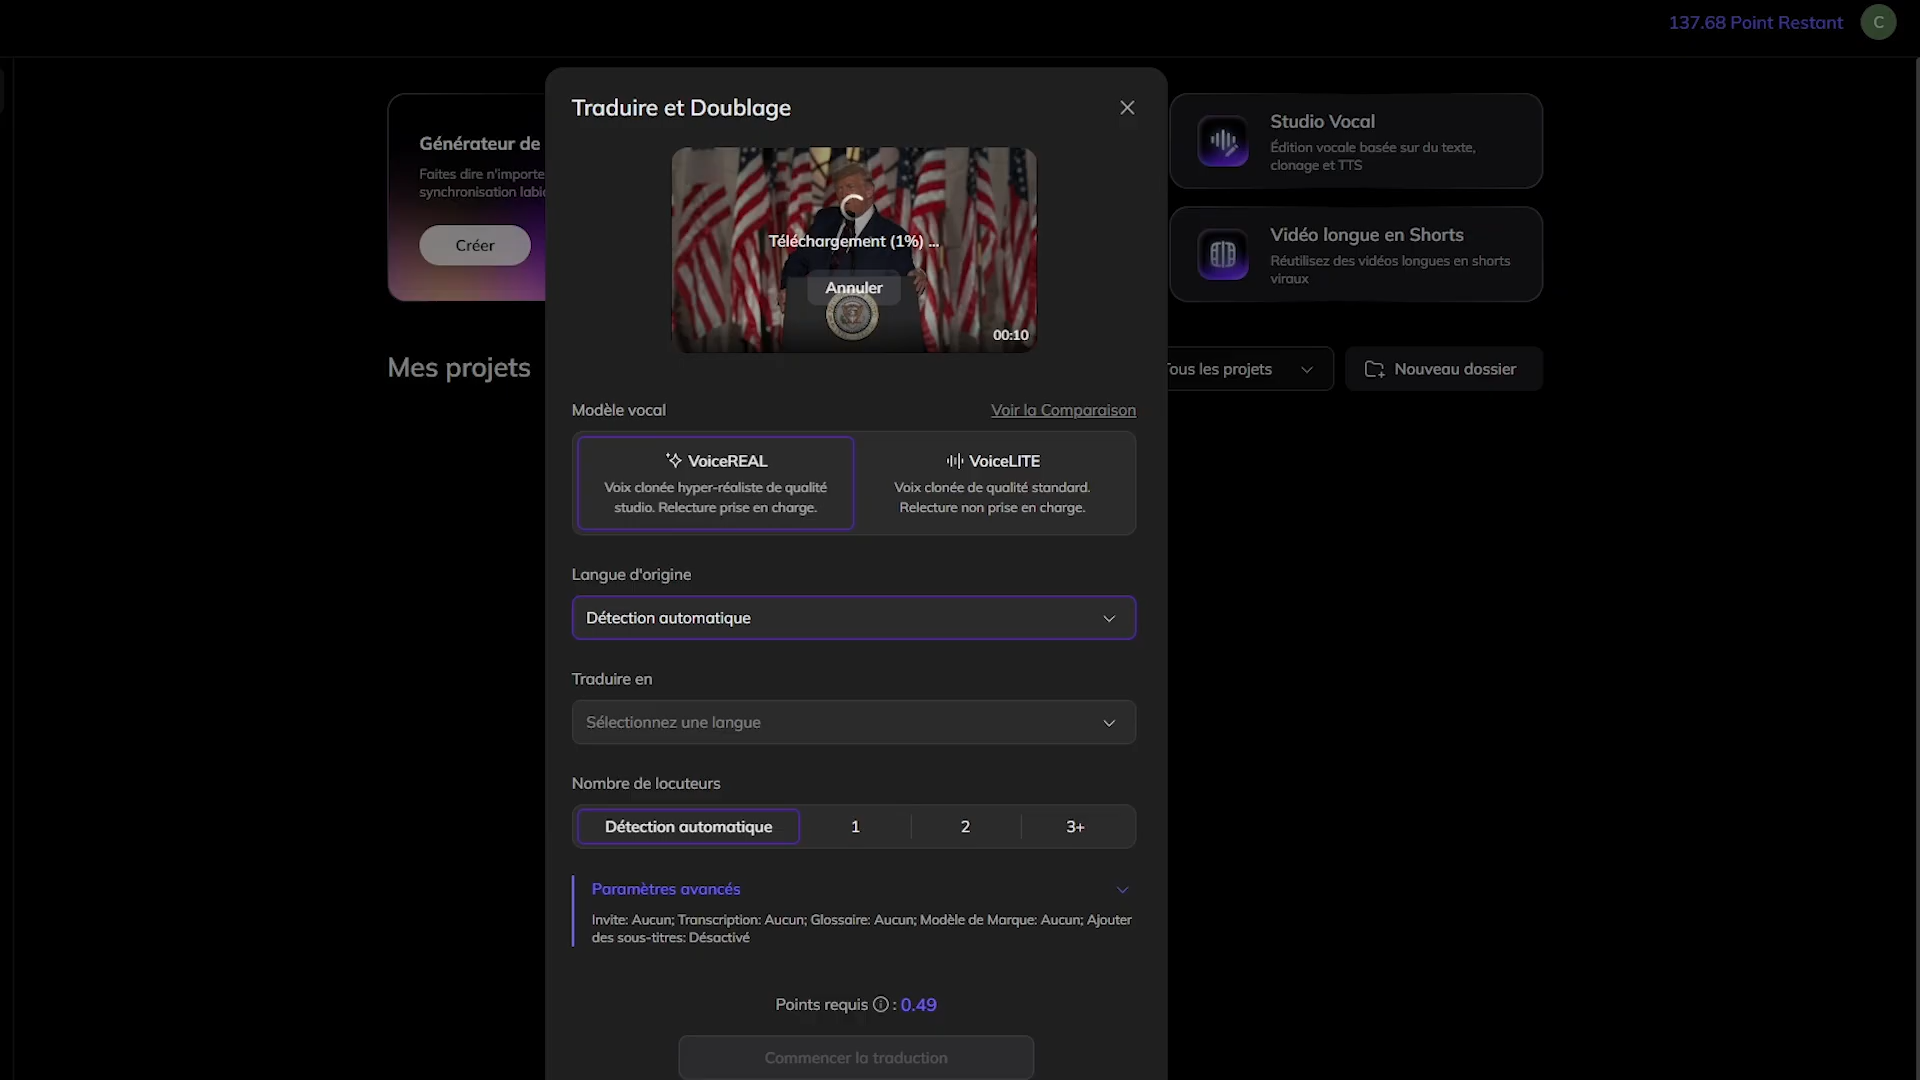 137.68 Point Restant
C
Traduire et Doublage
Générateur de
Faites dire n'importe
synchronisation labia
Créer
Téléchargement (1%) ...
Annuler
00:10
Studio Vocal
Édition vocale basée sur du texte,
clonage et TTS
Vidéo longue en Shorts
Réutilisez des vidéos longues en shorts
viraux
Mes projets
Tous les projets
Nouveau dossier
Modèle vocal
Voir la Comparaison
VoiceREAL
Voix clonée hyper-réaliste de qualité
studio. Relecture prise en charge.
VoiceLITE
Voix clonée de qualité standard.
Relecture non prise en charge.
Langue d'origine
Détection automatique
Traduire en
Sélectionnez une langue
Nombre de locuteurs
Détection automatique
1
2
3+
Paramètres avancés
Invite: Aucun; Transcription: Aucun; Glossaire: Aucun; Modèle de Marque: Aucun; Ajouter
des sous-titres: Désactivé
Points requis : 0.49
Commencer la traduction